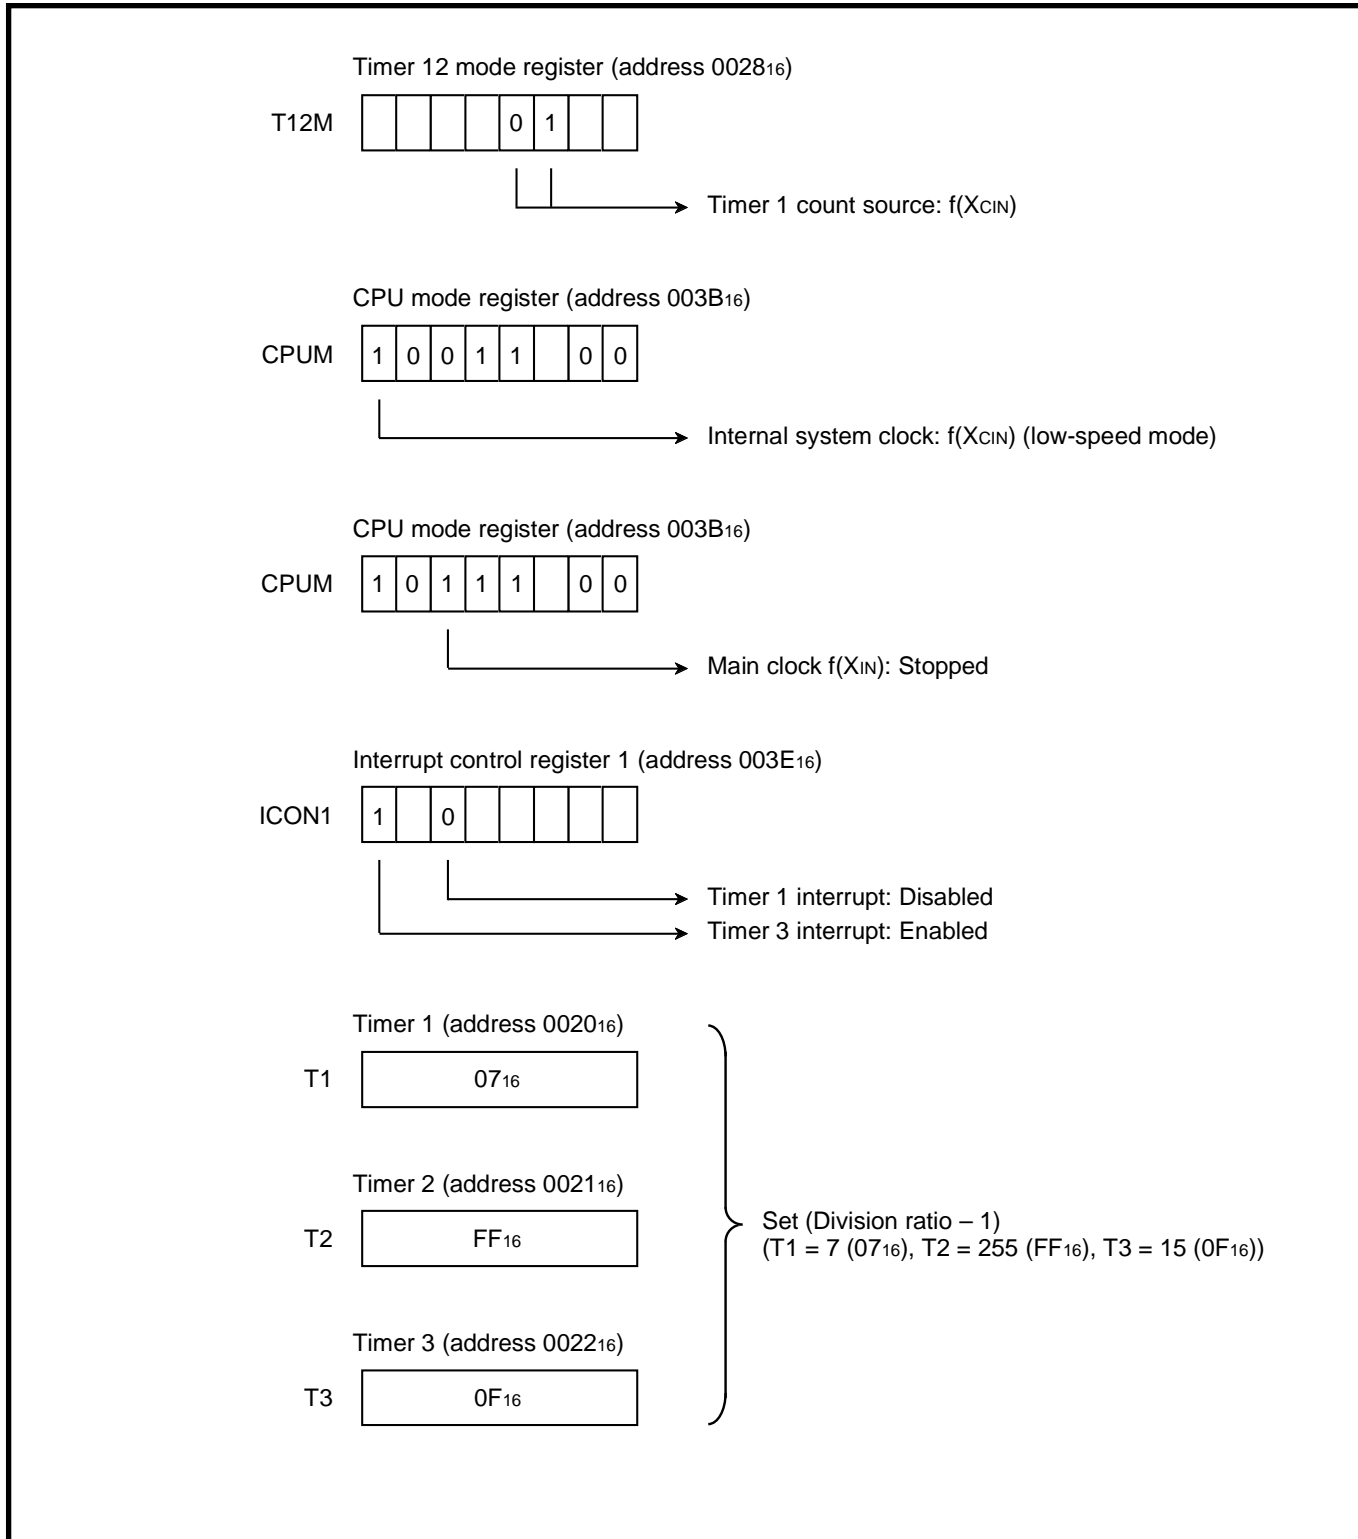 Timer 12 mode register (address 002816)
T12M 0 1
Timer 1 count source: f(XCIN)
CPU mode register (address 003B16)
CPUM 1 0 0 1 1 0 0
Internal system clock: f(XCIN) (low-speed mode)
CPU mode register (address 003B16)
CPUM 1 0 1 1 1 0 0
Main clock f(XIN): Stopped
Interrupt control register 1 (address 003E16)
ICON1 1 0
Timer 1 interrupt: Disabled
Timer 3 interrupt: Enabled
Timer 1 (address 002016)
T1 0716
Timer 2 (address 002116)
T2 FF16
Set (Division ratio – 1)
(T1 = 7 (0716), T2 = 255 (FF16), T3 = 15 (0F16))
Timer 3 (address 002216)
T3 0F16